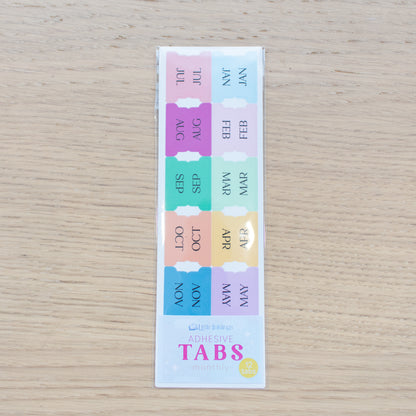 JUL JUL
JAN JAN
AUG AUG
FEB FEB
SEP SEP
MAR MAR
OCT OCT
APR APR
NOV NOV
MAY MAY
ADHESIVE
TABS
monthly
12